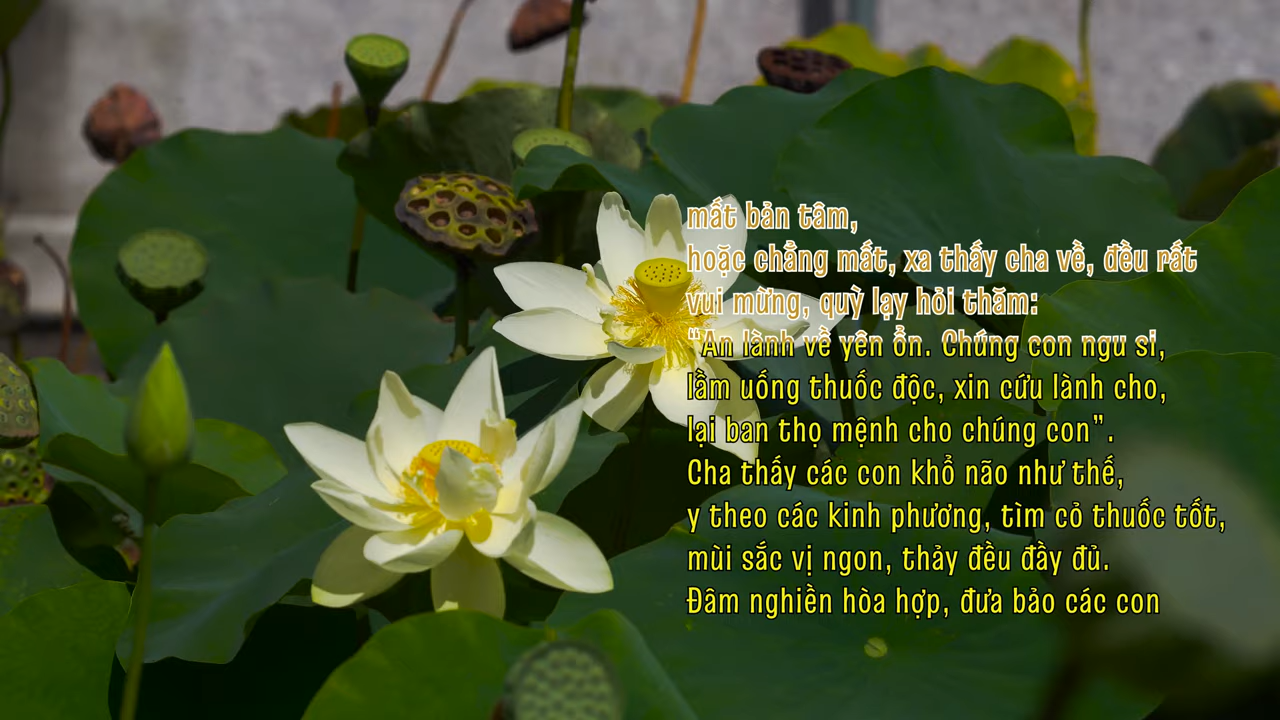 mất bản tâm,
hoặc chẳng mất, xa thấy cha về, đều rất
vui mừng, quỳ lạy hỏi thăm:
“An lành về yên ổn. Chúng con ngu si,
lầm uống thuốc độc, xin cứu lành cho,
lại ban thọ mệnh cho chúng con”.
Cha thấy các con khổ não như thế,
y theo các kinh phương, tìm cỏ thuốc tốt,
mùi sắc vị ngon, thảy đều đầy đủ.
Đâm nghiền hòa hợp, đưa bảo các con